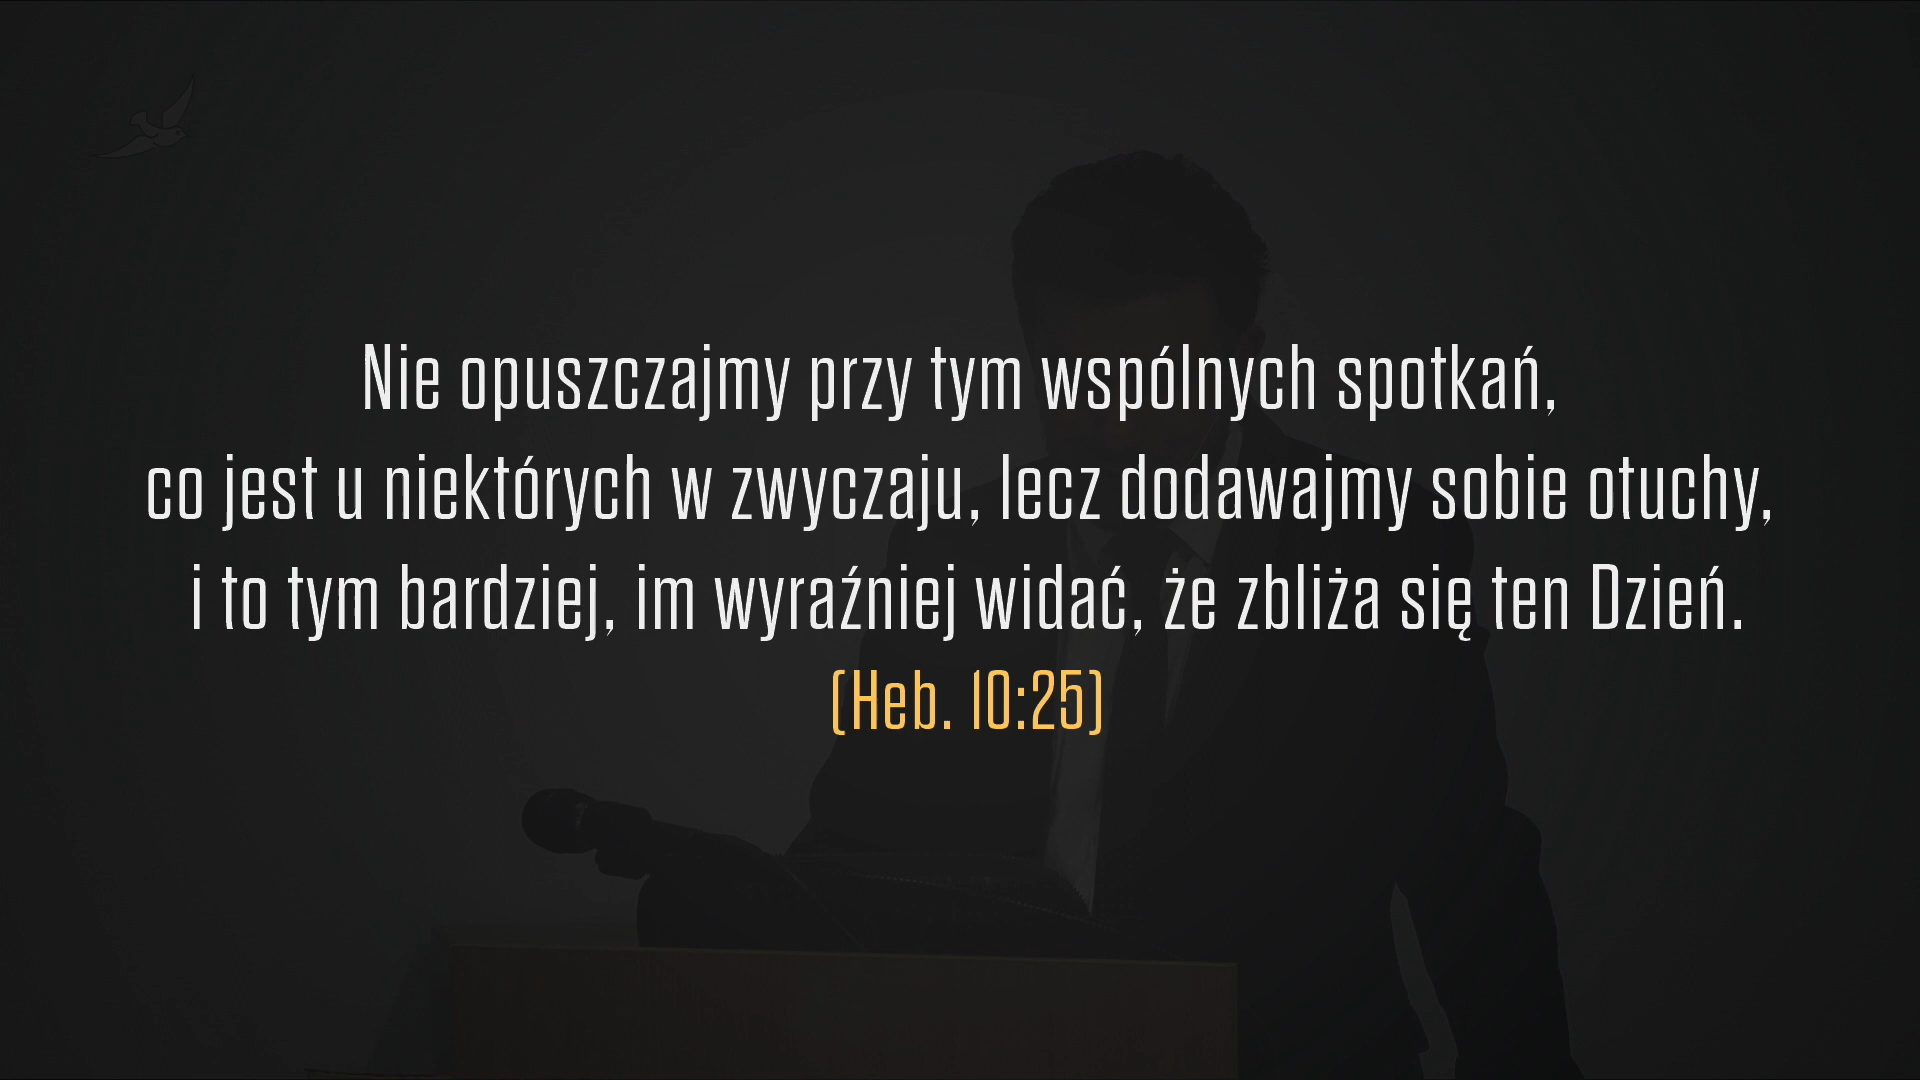 Nie opuszczajmy przy tym wspólnych spotkań,
co jest u niektórych w zwyczaju, lecz dodawajmy sobie otuchy,
i to tym bardziej, im wyraźniej widać, że zbliża się ten Dzień.
(Heb. 10:25)